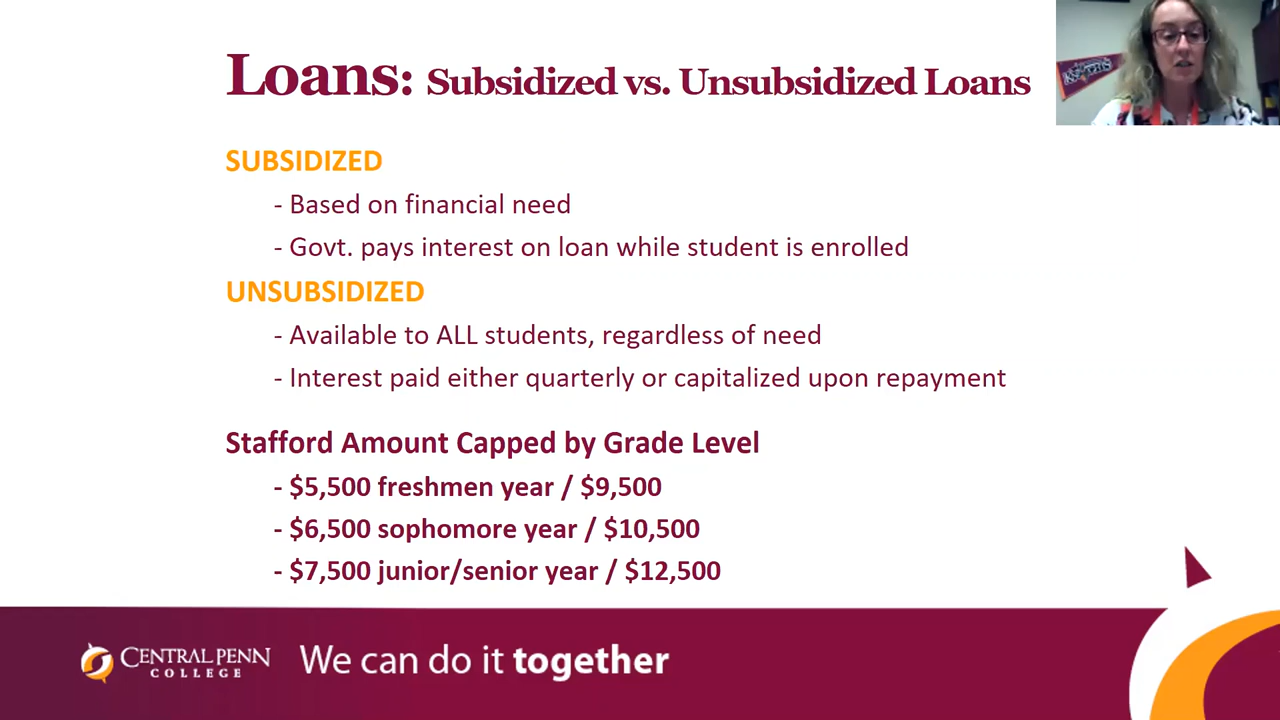 Loans: Subsidized vs. Unsubsidized Loans
SUBSIDIZED
- Based on financial need
- Govt. pays interest on loan while student is enrolled
UNSUBSIDIZED
- Available to ALL students, regardless of need
- Interest paid either quarterly or capitalized upon repayment
Stafford Amount Capped by Grade Level
- $5,500 freshmen year / $9,500
- $6,500 sophomore year / $10,500
- $7,500 junior/senior year / $12,500
CENTRAL PENN
COLLEGE
We can do it together